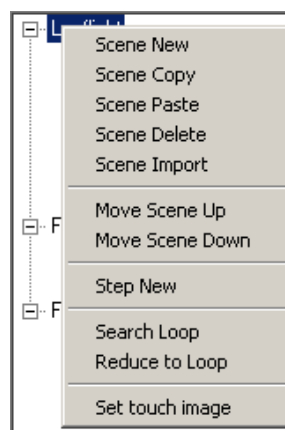 Scene New
Scene Copy
Scene Paste
Scene Delete
Scene Import
Move Scene Up
F
Move Scene Down
Step New
F
Search Loop
Reduce to Loop
Set touch image